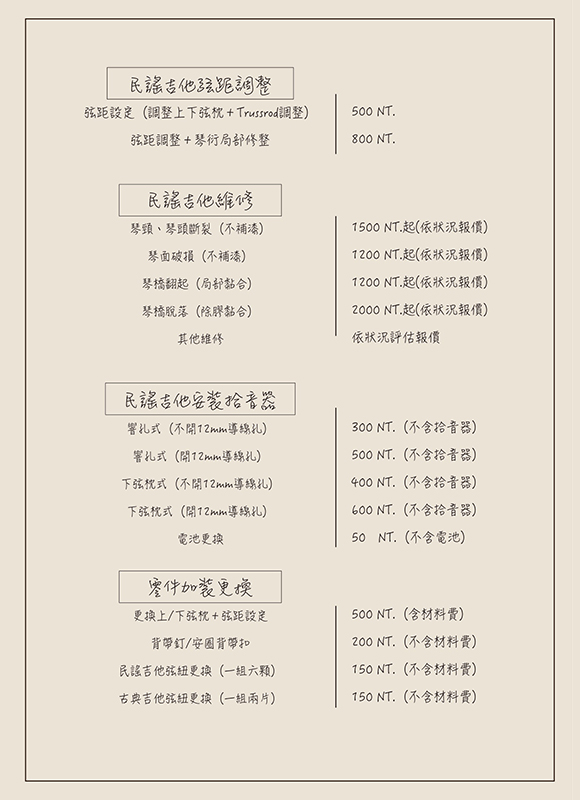 民謠吉他弦距調整
弦距設定（調整上下弦枕＋Trussrod調整） 500 NT.
弦距調整＋琴衍局部修整 800 NT.
民謠吉他維修
琴頸、琴頭斷裂（不補漆） 1500 NT.起(依狀況報價)
琴面破損（不補漆） 1200 NT.起(依狀況報價)
琴橋翻起（局部黏合） 1200 NT.起(依狀況報價)
琴橋脫落（除膠黏合） 2000 NT.起(依狀況報價)
其他維修 依狀況評估報價
民謠吉他安裝拾音器
響孔式（不開12mm導線孔） 300 NT.（不含拾音器）
響孔式（開12mm導線孔） 500 NT.（不含拾音器）
下弦枕式（不開12mm導線孔） 400 NT.（不含拾音器）
下弦枕式（開12mm導線孔） 600 NT.（不含拾音器）
電池更換 50 NT.（不含電池）
零件加裝更換
更換上/下弦枕＋弦距設定 500 NT.（含材料費）
背帶釘/安圈背帶扣 200 NT.（不含材料費）
民謠吉他弦紐更換（一組六顆） 150 NT.（不含材料費）
古典吉他弦紐更換（一組兩片） 150 NT.（不含材料費）